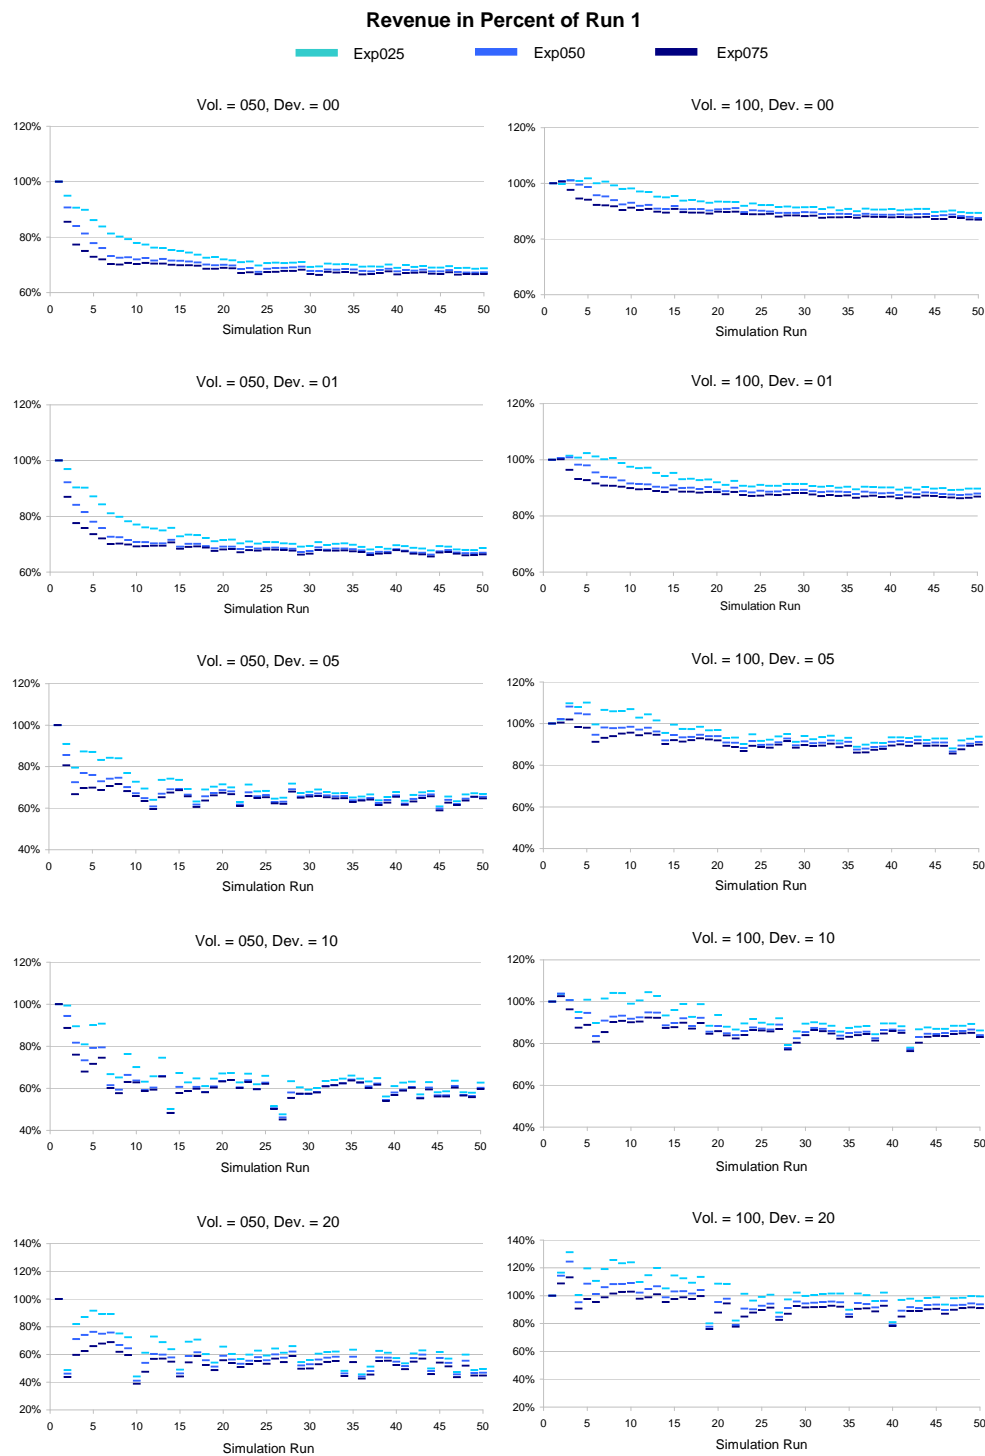 Revenue in Percent of Run 1
Exp025 Exp050 Exp075
Vol. = 050, Dev. = 00
120%
100%
80%
60%
0 5 10 15 20 25 30 35 40 45 50
Simulation Run
Vol. = 100, Dev. = 00
120%
100%
80%
60%
0 5 10 15 20 25 30 35 40 45 50
Simulation Run
Vol. = 050, Dev. = 01
120%
100%
80%
60%
0 5 10 15 20 25 30 35 40 45 50
Simulation Run
Vol. = 100, Dev. = 01
120%
100%
80%
60%
0 5 10 15 20 25 30 35 40 45 50
Simulation Run
Vol. = 050, Dev. = 05
120%
100%
80%
60%
40%
0 5 10 15 20 25 30 35 40 45 50
Simulation Run
Vol. = 100, Dev. = 05
120%
100%
80%
60%
40%
0 5 10 15 20 25 30 35 40 45 50
Simulation Run
Vol. = 050, Dev. = 10
120%
100%
80%
60%
40%
0 5 10 15 20 25 30 35 40 45 50
Simulation Run
Vol. = 100, Dev. = 10
120%
100%
80%
60%
40%
0 5 10 15 20 25 30 35 40 45 50
Simulation Run
Vol. = 050, Dev. = 20
140%
120%
100%
80%
60%
40%
20%
0 5 10 15 20 25 30 35 40 45 50
Simulation Run
Vol. = 100, Dev. = 20
140%
120%
100%
80%
60%
40%
20%
0 5 10 15 20 25 30 35 40 45 50
Simulation Run